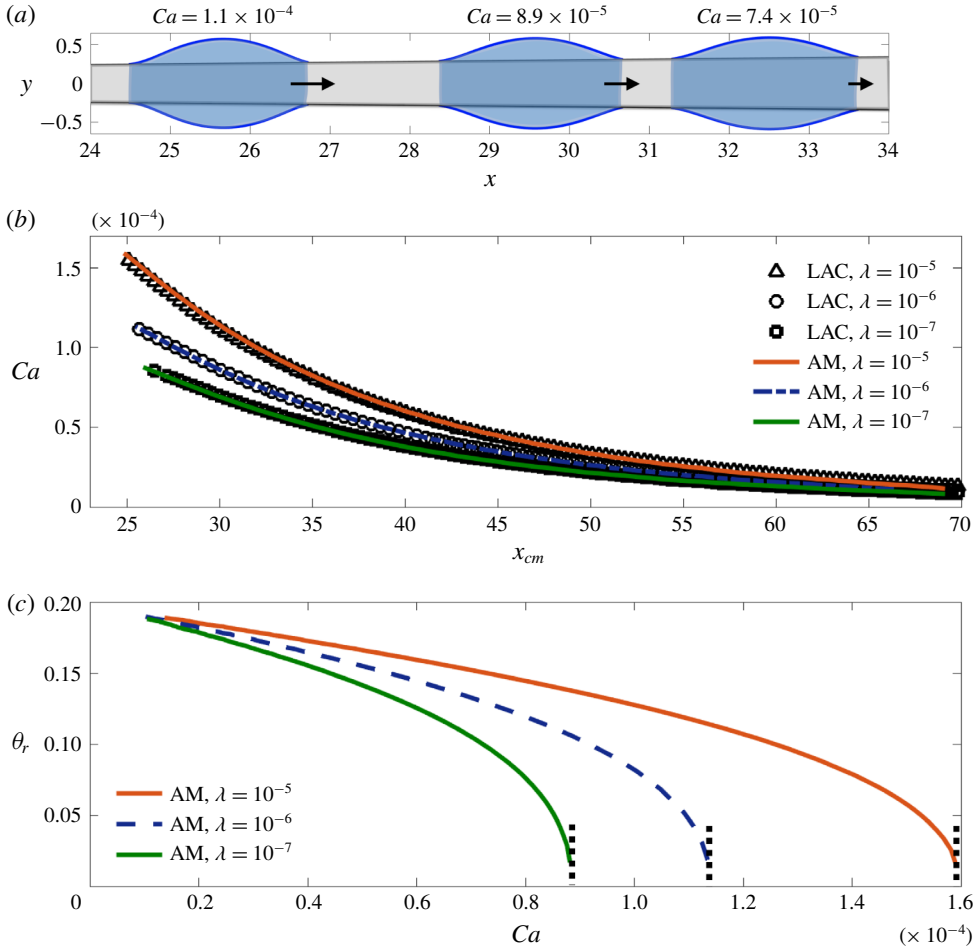 (a) Ca = 1.1 × 10⁻⁴ Ca = 8.9 × 10⁻⁵ Ca = 7.4 × 10⁻⁵
0.5
y 0
−0.5
24 25 26 27 28 29 30 31 32 33 34
x
(b) (× 10⁻⁴)
1.5
1.0
Ca
0.5
0
LAC, λ = 10⁻⁵
LAC, λ = 10⁻⁶
LAC, λ = 10⁻⁷
AM, λ = 10⁻⁵
AM, λ = 10⁻⁶
AM, λ = 10⁻⁷
25 30 35 40 45 50 55 60 65 70
x_cm
(c) 0.20
0.15
θ_r 0.10
0.05
0
AM, λ = 10⁻⁵
AM, λ = 10⁻⁶
AM, λ = 10⁻⁷
0.2 0.4 0.6 0.8 1.0 1.2 1.4 1.6
Ca (× 10⁻⁴)